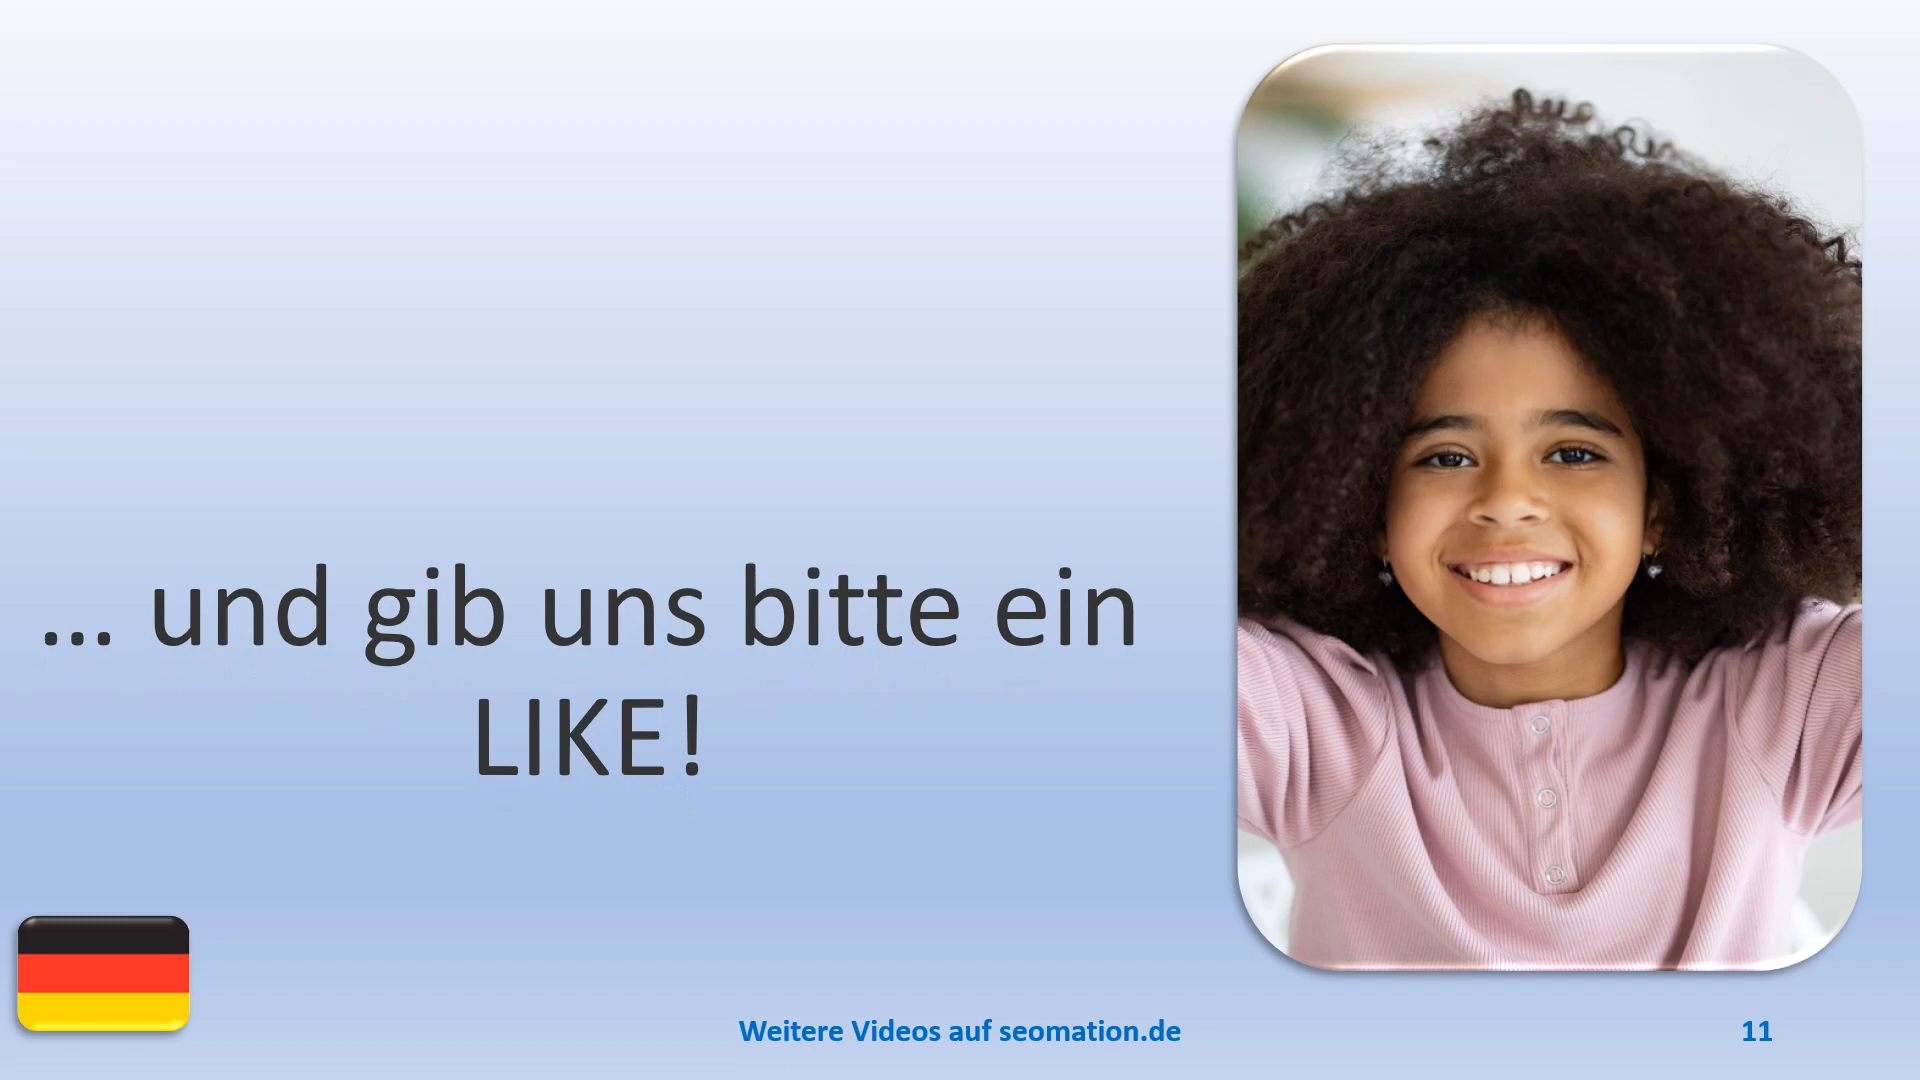 ... und gib uns bitte ein
LIKE!
Weitere Videos auf seomation.de
11